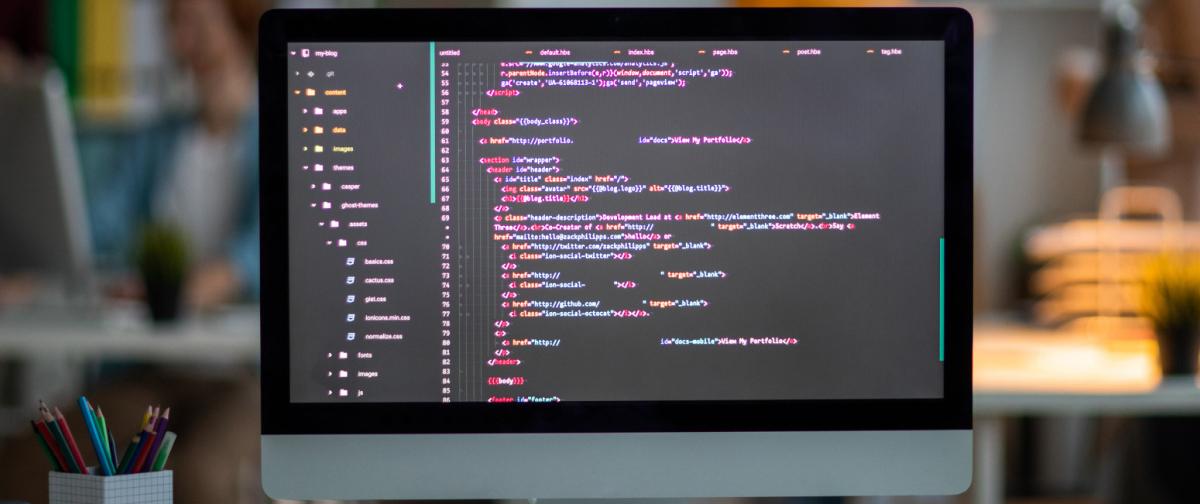 my-blog
.git
content
apps
data
images
themes
casper
ghost-themes
assets
css
basics.css
cactus.css
gist.css
ionicons.min.css
normalize.css
fonts
images
js
untitled default.hbs index.hbs page.hbs post.hbs tag.hbs
53 e.src='//www.google-analytics.com/analytics.js';
54 r.parentNode.insertBefore(e,r)}(window,document,'script','ga'));
55 ga('create','UA-61068113-1');ga('send','pageview');
56 </script>
57
58 </head>
59 <body class="{{body_class}}">
60
61 <a href="http://portfolio. id="docs">View My Portfolio</a>
62
63 <section id="wrapper">
64 <header id="header">
65 <a id="title" class="index" href="/">
66 <img class="avatar" src="{{@blog.logo}}" alt="{{@blog.title}}">
67 <h1>{{@blog.title}}</h1>
68 </a>
69 <p class="header-description">Development Lead at <a href="http://elementthree.com" target="_blank">Element
Three</a>.<br>Co-Creator of <a href="http:// " target="_blank">Scratch</a>.<br>Say <a
href="mailto:hello@zackphilipps.com">hello</a> or
70 <a href="http://twitter.com/zackphilipps" target="_blank">
71 <i class="ion-social-twitter"></i>
72 </a>
73 <a href="http:// " target="_blank">
74 <i class="ion-social- "></i>
75 </a>
76 <a href="http://github.com/ " target="_blank">
77 <i class="ion-social-octocat"></i></a>.
78 </p>
79 <p>
80 <a href="http:// id="docs-mobile">View My Portfolio</a>
81 </p>
82 </header>
83
84 {{{body}}}
85
86 <footer id="footer">